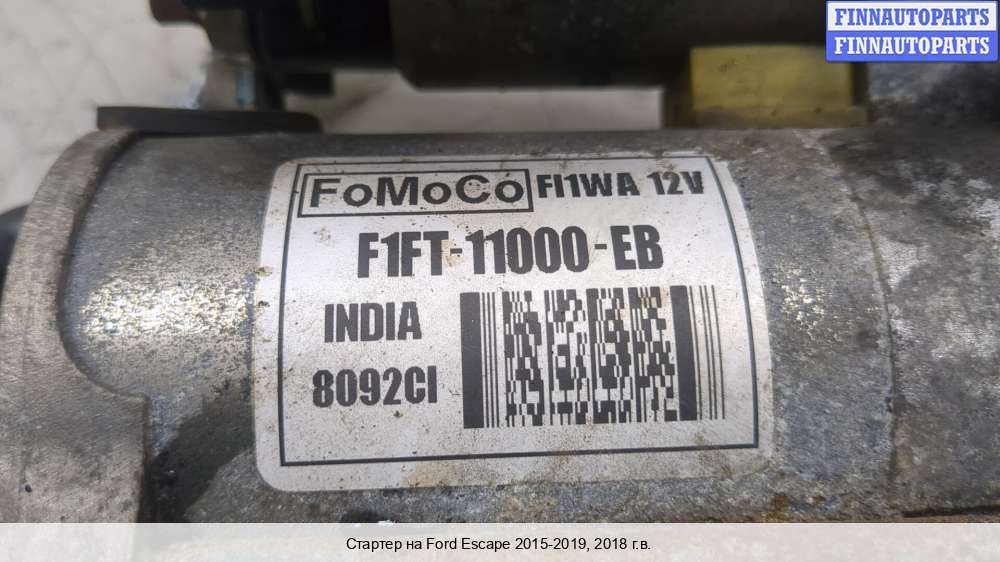 FINNAUTOPARTS
FINNAUTOPARTS
FoMoCo FI1WA 12V
F1FT-11000-EB
INDIA
8092CI
Стартер на Ford Escape 2015-2019, 2018 г.в.